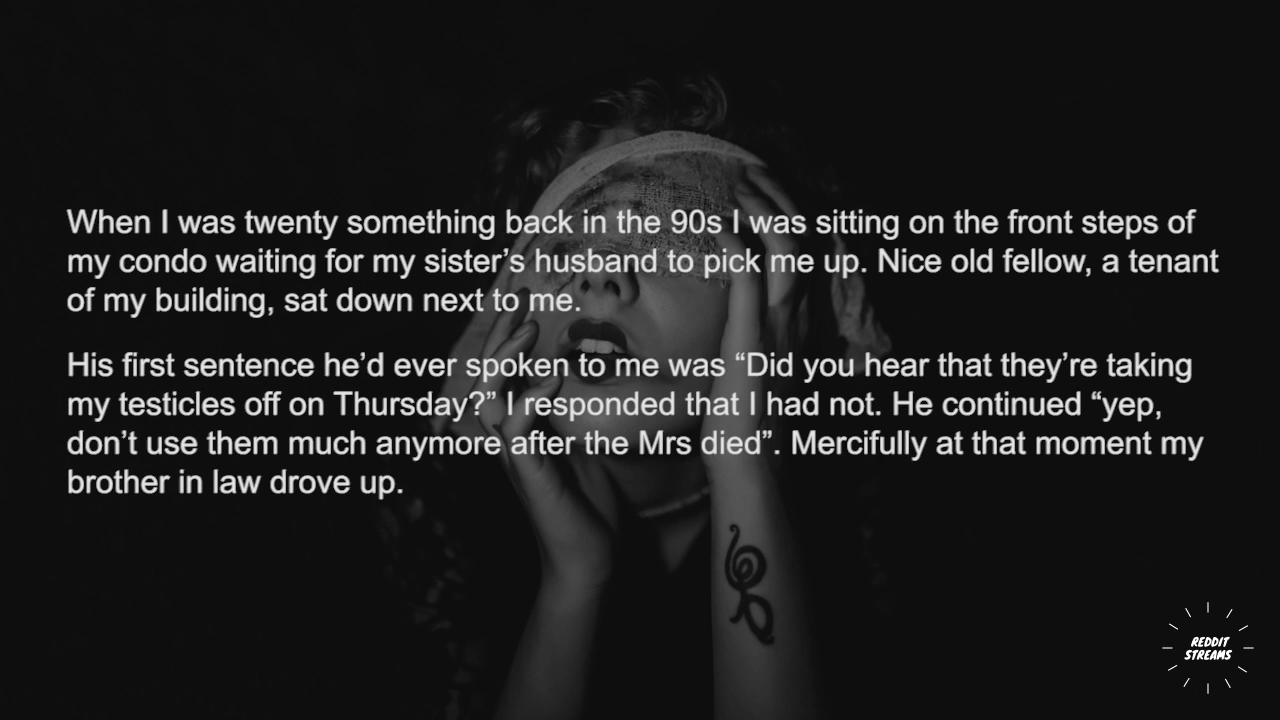 When I was twenty something back in the 90s I was sitting on the front steps of
my condo waiting for my sister’s husband to pick me up. Nice old fellow, a tenant
of my building, sat down next to me.
His first sentence he’d ever spoken to me was “Did you hear that they’re taking
my testicles off on Thursday?” I responded that I had not. He continued “yep,
don’t use them much anymore after the Mrs died”. Mercifully at that moment my
brother in law drove up.
REDDIT
STREAMS